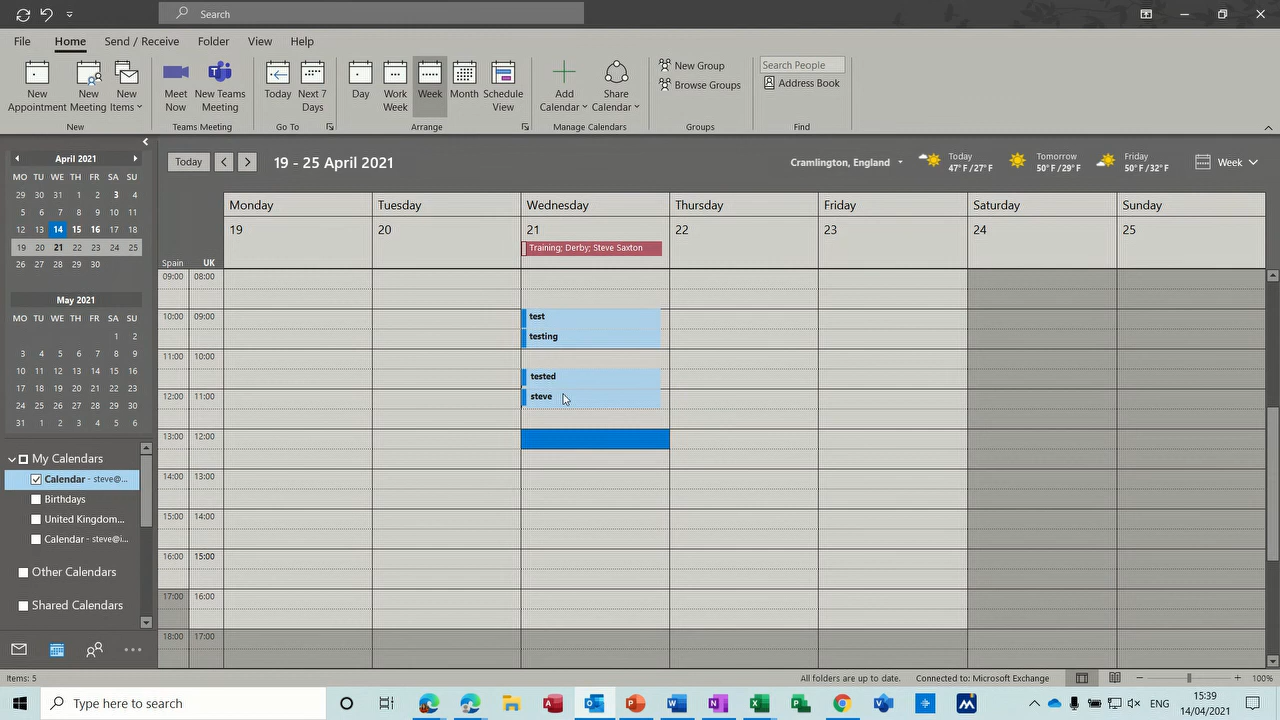 Search
File Home Send / Receive Folder View Help
New Appointment
New Meeting
New Items
Meet Now
New Teams Meeting
Today
Next 7 Days
Day
Work Week
Week
Month
Schedule View
Add Calendar
Share Calendar
New Group
Browse Groups
Search People
Address Book
New
Teams Meeting
Go To
Arrange
Manage Calendars
Groups
Find
April 2021
MO TU WE TH FR SA SU
29 30 31 1 2 3 4
5 6 7 8 9 10 11
12 13 14 15 16 17 18
19 20 21 22 23 24 25
26 27 28 29 30
May 2021
MO TU WE TH FR SA SU
1 2
3 4 5 6 7 8 9
10 11 12 13 14 15 16
17 18 19 20 21 22 23
24 25 26 27 28 29 30
31 1 2 3 4 5 6
My Calendars
Calendar - steve@...
Birthdays
United Kingdom...
Calendar - steve@i...
Other Calendars
Shared Calendars
Today
19 - 25 April 2021
Cramlington, England
Today
47°F/27°F
Tomorrow
50°F/29°F
Friday
50°F/32°F
Week
Monday Tuesday Wednesday Thursday Friday Saturday Sunday
19 20 21 22 23 24 25
Training; Derby; Steve Saxton
Spain UK
09:00 08:00
10:00 09:00
test
testing
11:00 10:00
tested
12:00 11:00
steve
13:00 12:00
14:00 13:00
15:00 14:00
16:00 15:00
17:00 16:00
18:00 17:00
Items: 5
All folders are up to date.
Connected to: Microsoft Exchange
100%
Type here to search
ENG
15:39
14/04/2021